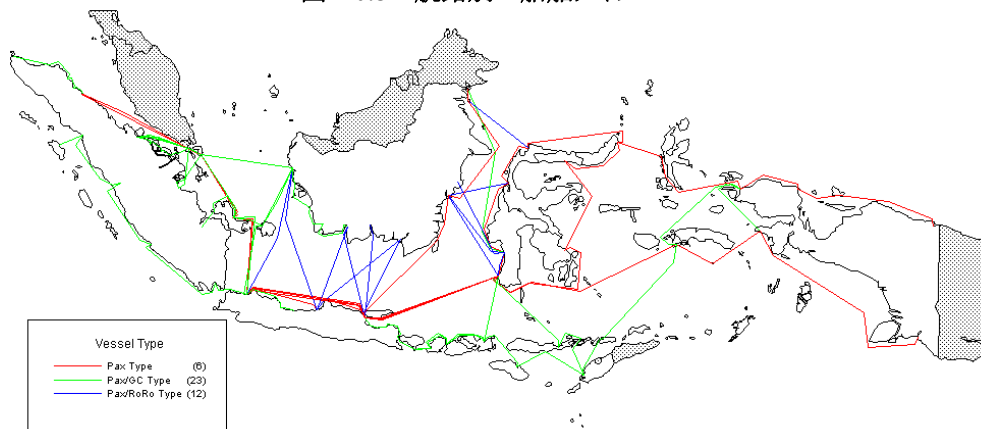 Vessel Type
Pax Type (6)
Pax/GC Type (23)
Pax/RoRo Type (12)